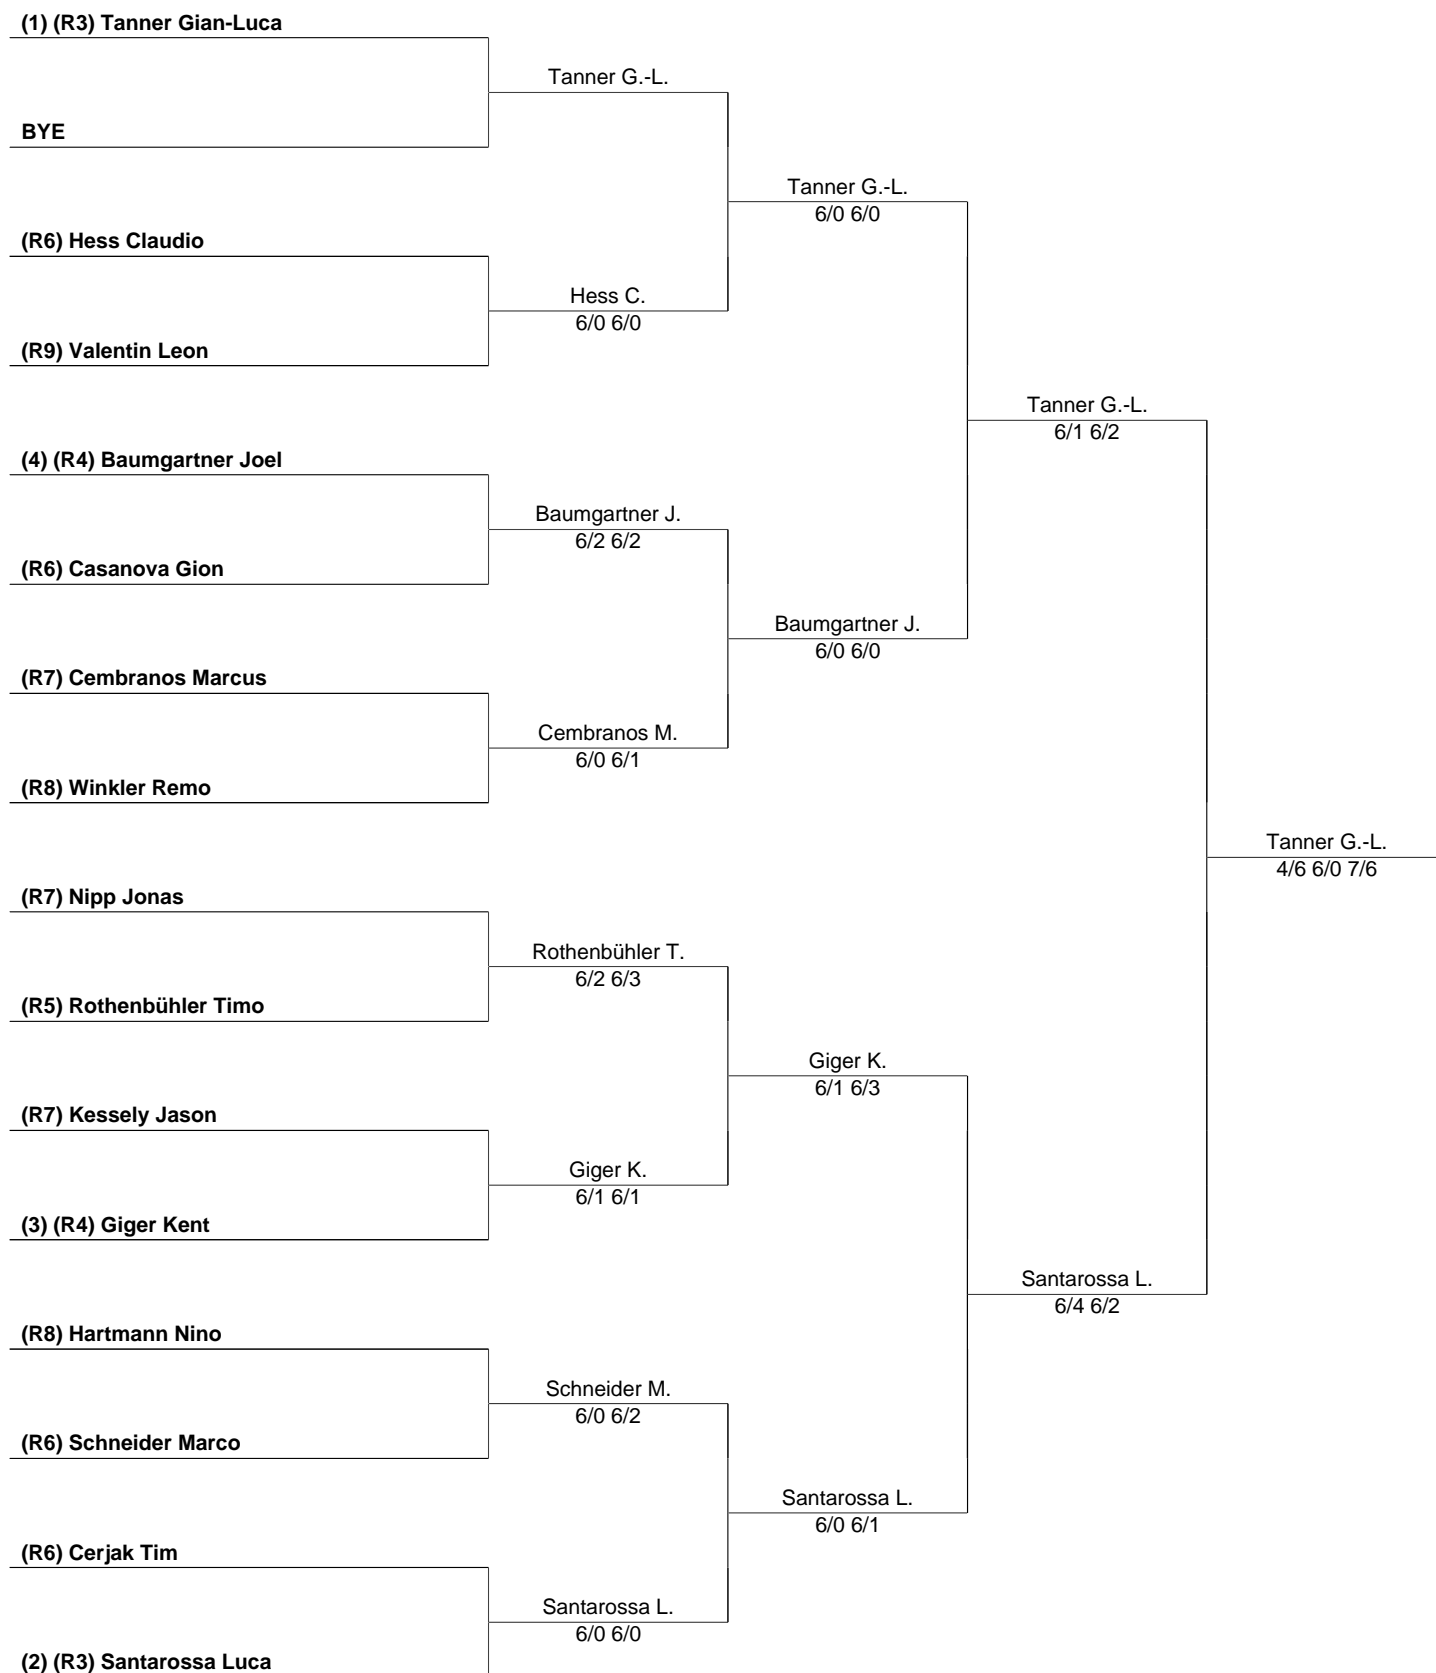 (1) (R3) Tanner Gian-Luca
Tanner G.-L.
BYE
Tanner G.-L.
6/0 6/0
(R6) Hess Claudio
Hess C.
6/0 6/0
(R9) Valentin Leon
Tanner G.-L.
6/1 6/2
(4) (R4) Baumgartner Joel
Baumgartner J.
6/2 6/2
(R6) Casanova Gion
Baumgartner J.
6/0 6/0
(R7) Cembranos Marcus
Cembranos M.
6/0 6/1
(R8) Winkler Remo
Tanner G.-L.
4/6 6/0 7/6
(R7) Nipp Jonas
Rothenbühler T.
6/2 6/3
(R5) Rothenbühler Timo
Giger K.
6/1 6/3
(R7) Kessely Jason
Giger K.
6/1 6/1
(3) (R4) Giger Kent
Santarossa L.
6/4 6/2
(R8) Hartmann Nino
Schneider M.
6/0 6/2
(R6) Schneider Marco
Santarossa L.
6/0 6/1
(R6) Cerjak Tim
Santarossa L.
6/0 6/0
(2) (R3) Santarossa Luca